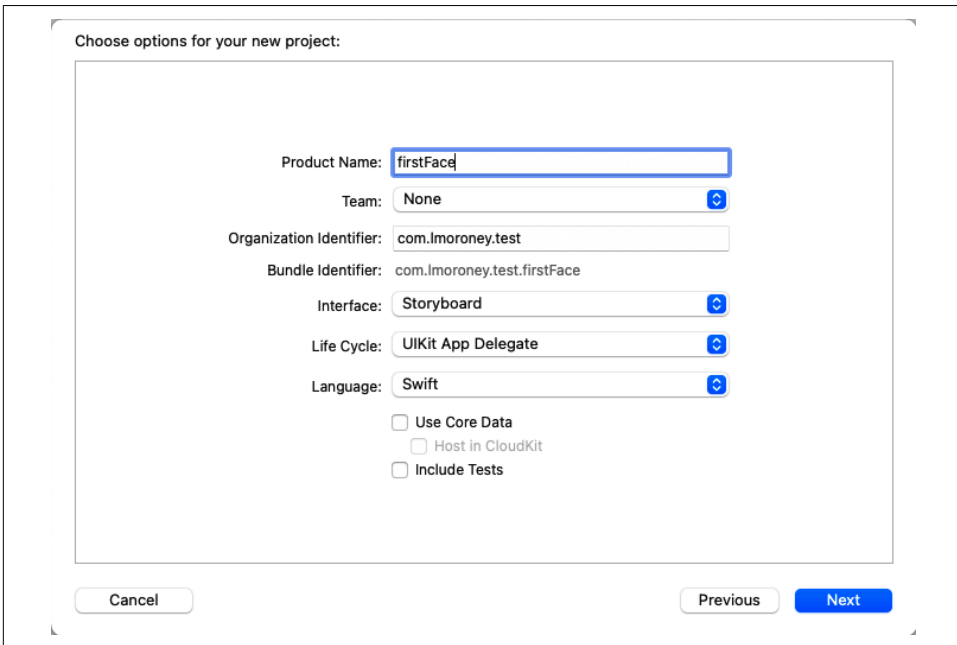 Choose options for your new project:
Product Name: firstFace
Team: None
Organization Identifier: com.lmoroney.test
Bundle Identifier: com.lmoroney.test.firstFace
Interface: Storyboard
Life Cycle: UIKit App Delegate
Language: Swift
Use Core Data
Host in CloudKit
Include Tests
Cancel Previous Next